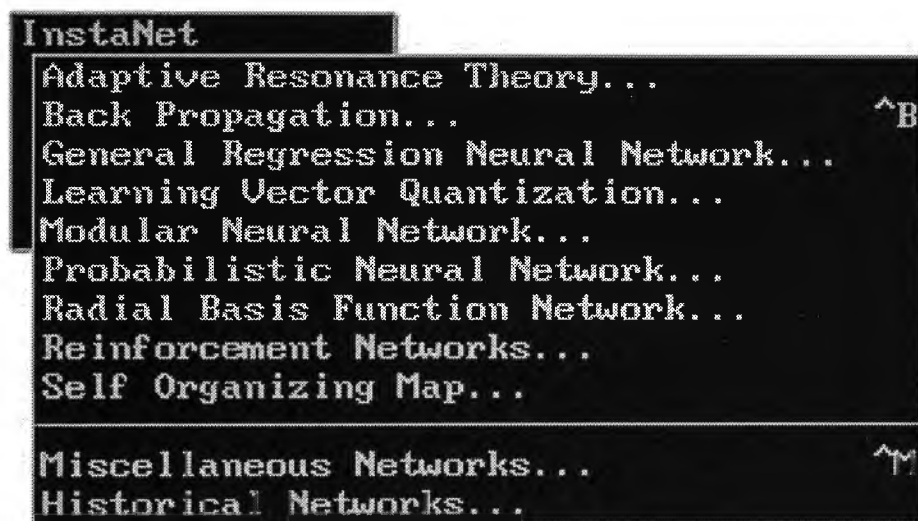 InstaNet
Adaptive Resonance Theory...
Back Propagation... ^B
General Regression Neural Network...
Learning Vector Quantization...
Modular Neural Network...
Probabilistic Neural Network...
Radial Basis Function Network...
Reinforcement Networks...
Self Organizing Map...
Miscellaneous Networks... ^M
Historical Networks...